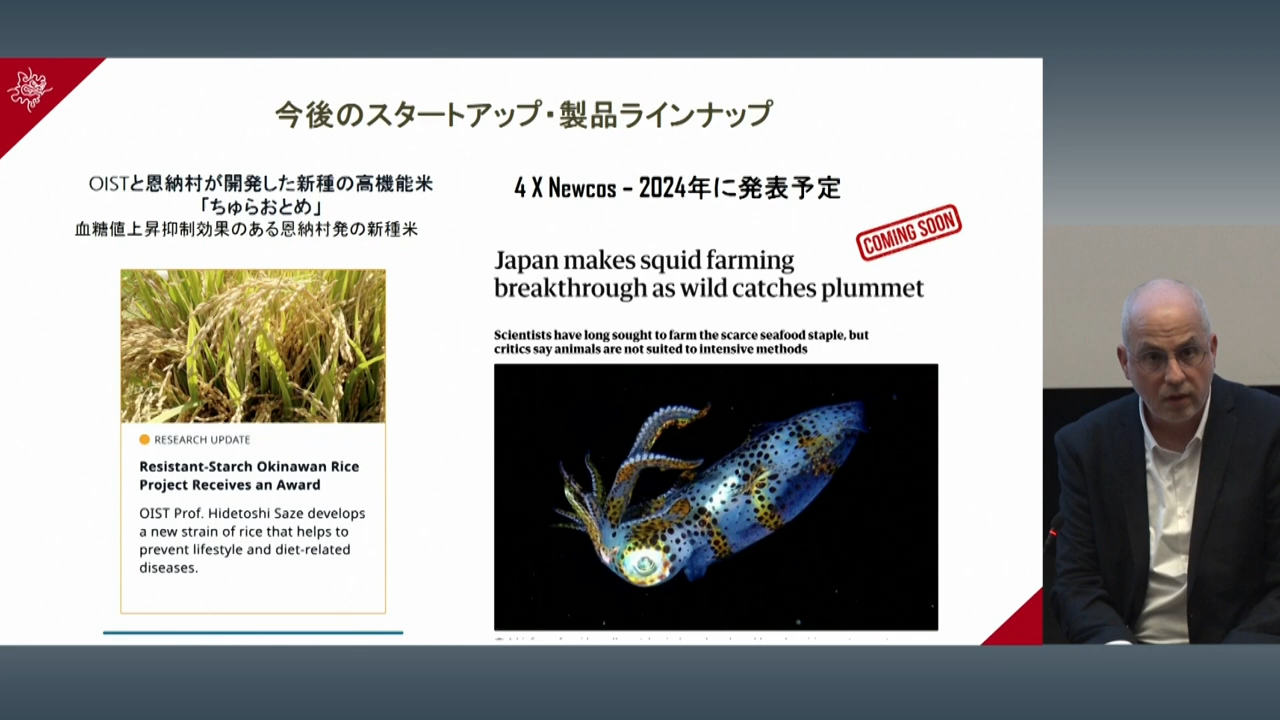 今後のスタートアップ・製品ラインナップ
OISTと恩納村が開発した新種の高機能米
「ちゅらおとめ」
血糖値上昇抑制効果のある恩納村発の新種米
RESEARCH UPDATE
Resistant-Starch Okinawan Rice
Project Receives an Award
OIST Prof. Hidetoshi Saze develops
a new strain of rice that helps to
prevent lifestyle and diet-related
diseases.
4 X Newcos – 2024年に発表予定
COMING SOON
Japan makes squid farming
breakthrough as wild catches plummet
Scientists have long sought to farm the scarce seafood staple, but
critics say animals are not suited to intensive methods